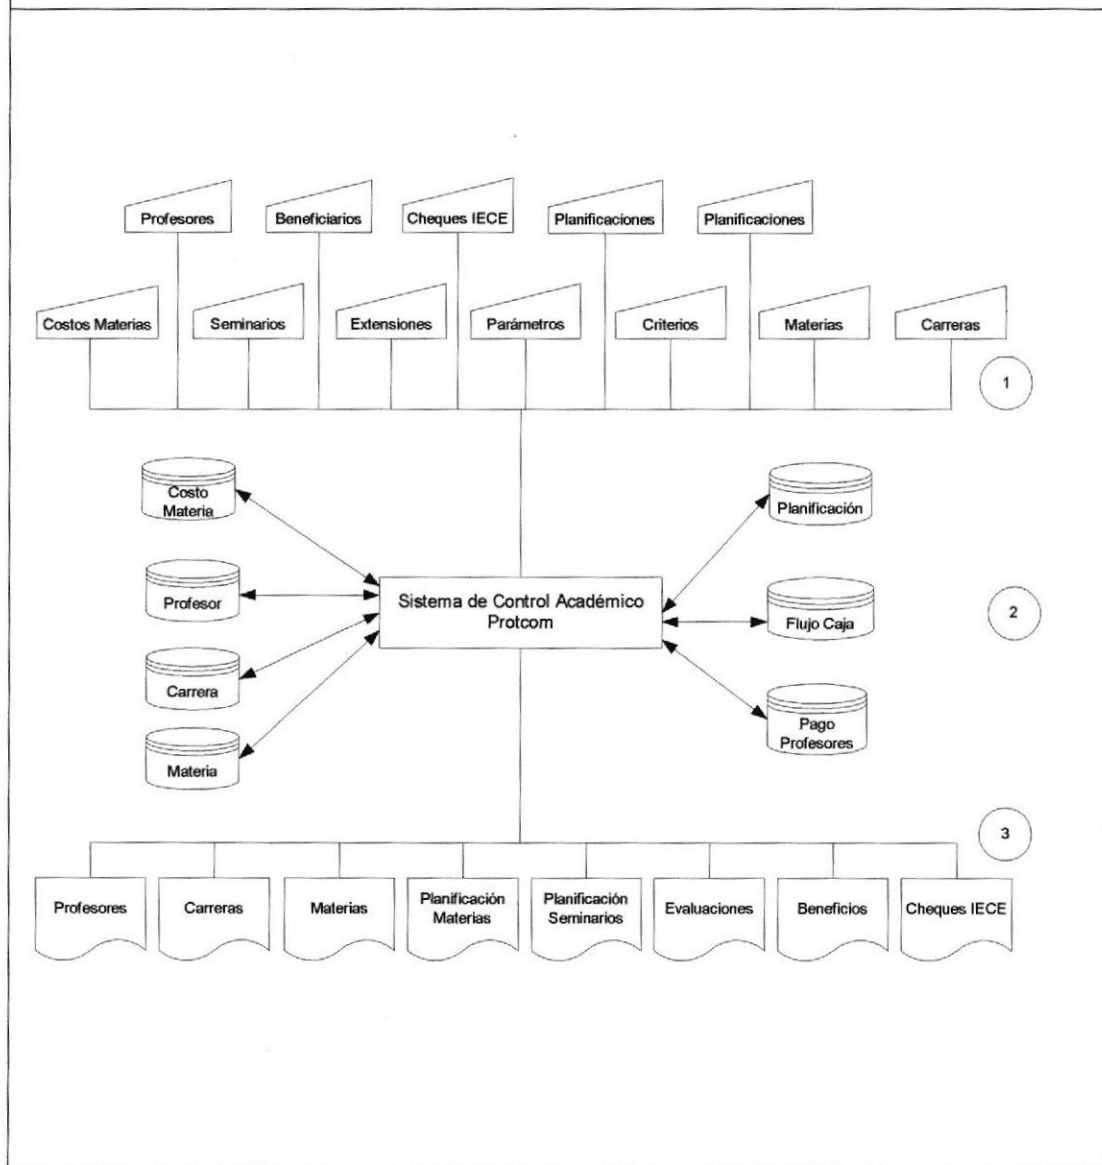 Profesores
Beneficiarios
Cheques IECE
Planificaciones
Planificaciones
Costos Materias
Seminarios
Extensiones
Parámetros
Criterios
Materias
Carreras
1
Costo
Materia
Planificación
Profesor
Sistema de Control Académico
Protcom
Flujo Caja
2
Carrera
Pago
Profesores
Materia
3
Profesores
Carreras
Materias
Planificación
Materias
Planificación
Seminarios
Evaluaciones
Beneficios
Cheques IECE